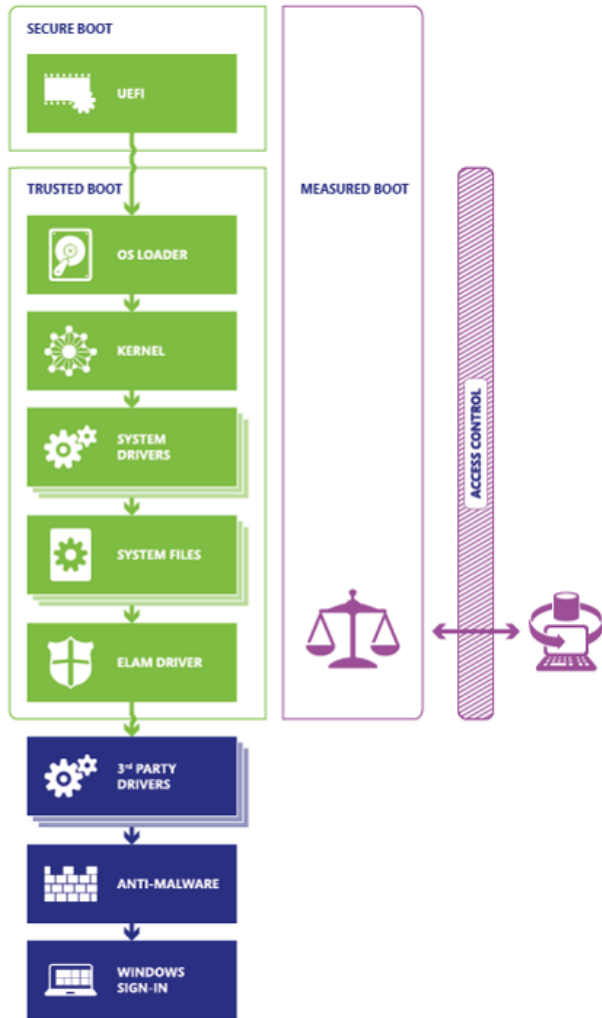 SECURE BOOT
UEFI
TRUSTED BOOT
MEASURED BOOT
OS LOADER
KERNEL
SYSTEM
DRIVERS
ACCESS CONTROL
SYSTEM FILES
ELAM DRIVER
3rd PARTY
DRIVERS
ANTI-MALWARE
WINDOWS
SIGN-IN